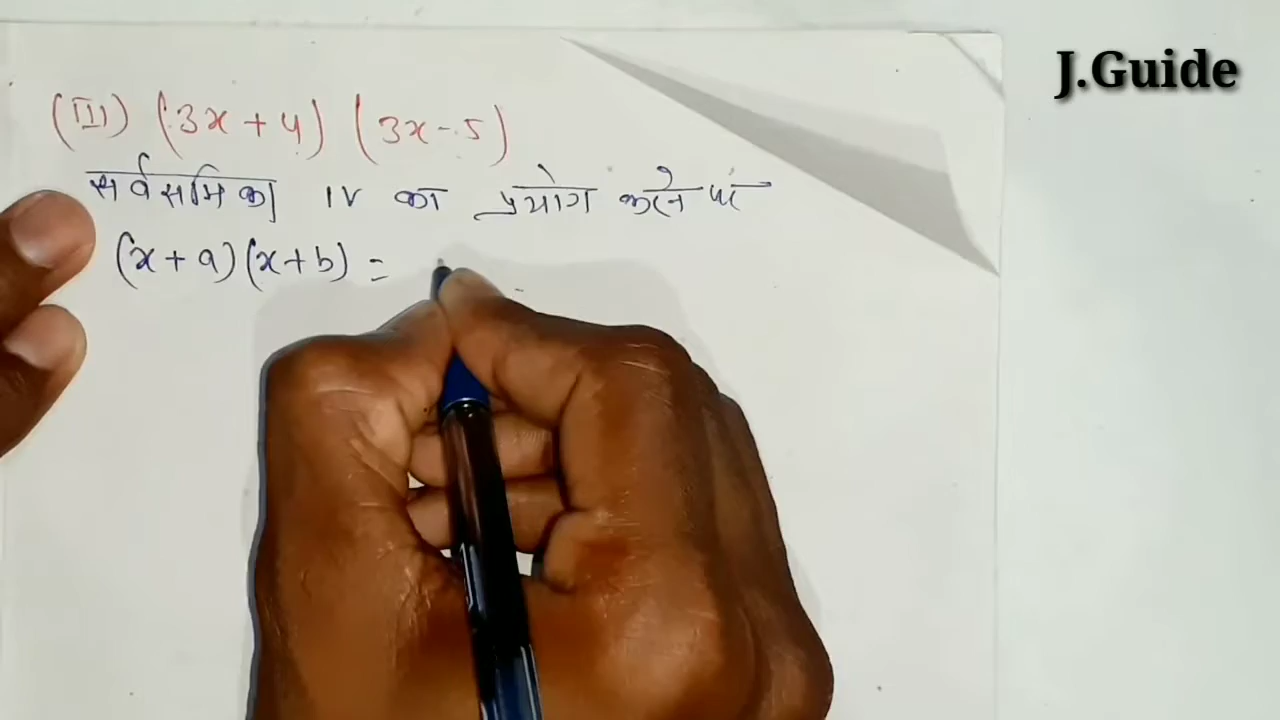 J.Guide
(III) (3x + 4) (3x - 5)
सर्वसमिका IV का प्रयोग करने पर
(x + a) (x + b) =